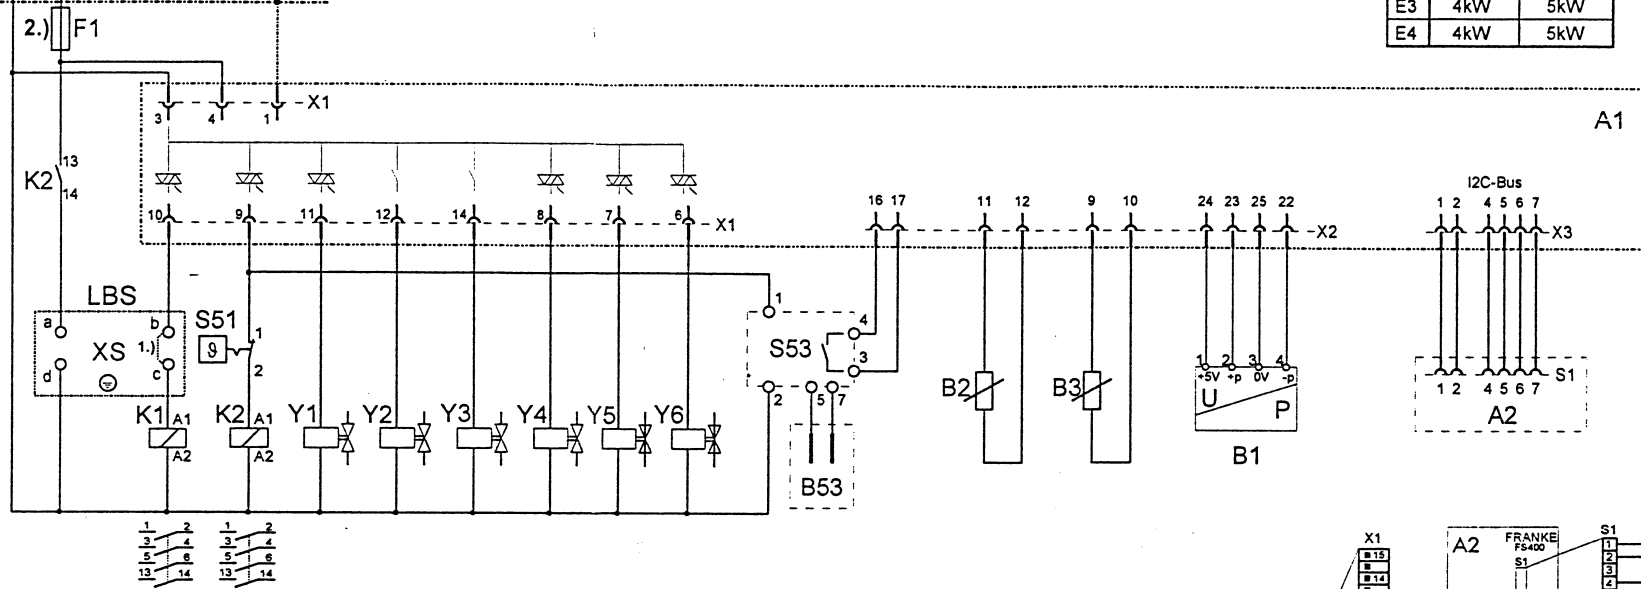 E3 4kW 5kW
2.) F1
E4 4kW 5kW
3 4 1 X1
A1
13
K2
14
I2C-Bus
10 9 11 12 14 8 7 6 X1
16 17 11 12 9 10 24 23 25 22 X2
1 2 4 5 6 7 X3
LBS
a b
XS 1.)
d c
S51
ϑ
1
2
1
S53 4
3
2 5 7
B2
B3
1 2 3 4
+5V +p 0V -p
U P
B1
1 2 4 5 6 7 S1
A2
K1 A1
A2
K2 A1
A2
Y1 Y2 Y3 Y4 Y5 Y6
B53
1 2
3 4
5 6
13 14
1 2
3 4
5 6
13 14
X1
15
14
A2 FRANKE
FS400
S1
S1
1
2
3
4